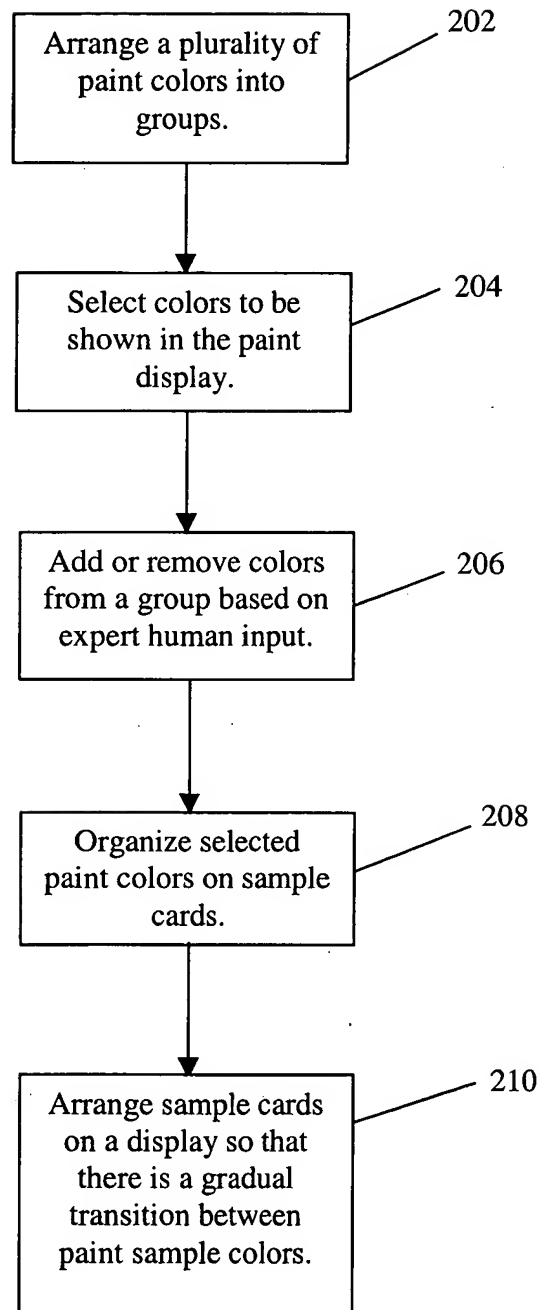 202
Arrange a plurality of
paint colors into
groups.
204
Select colors to be
shown in the paint
display.
206
Add or remove colors
from a group based on
expert human input.
208
Organize selected
paint colors on sample
cards.
210
Arrange sample cards
on a display so that
there is a gradual
transition between
paint sample colors.